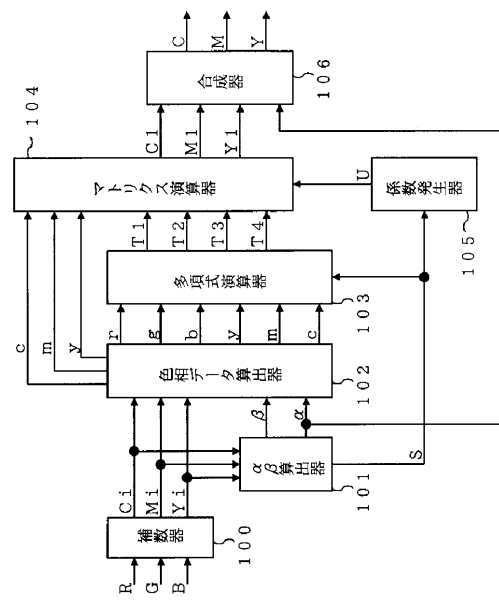 R
G
B
補数器
100
Ci
Mi
Yi
αβ算出器
101
β
α
S
色相データ算出器
102
c
m
y
r
g
b
y
m
c
多項式演算器
103
T1
T2
T3
T4
マトリクス演算器
104
係数発生器
105
U
C1
M1
Y1
合成器
106
C
M
Y